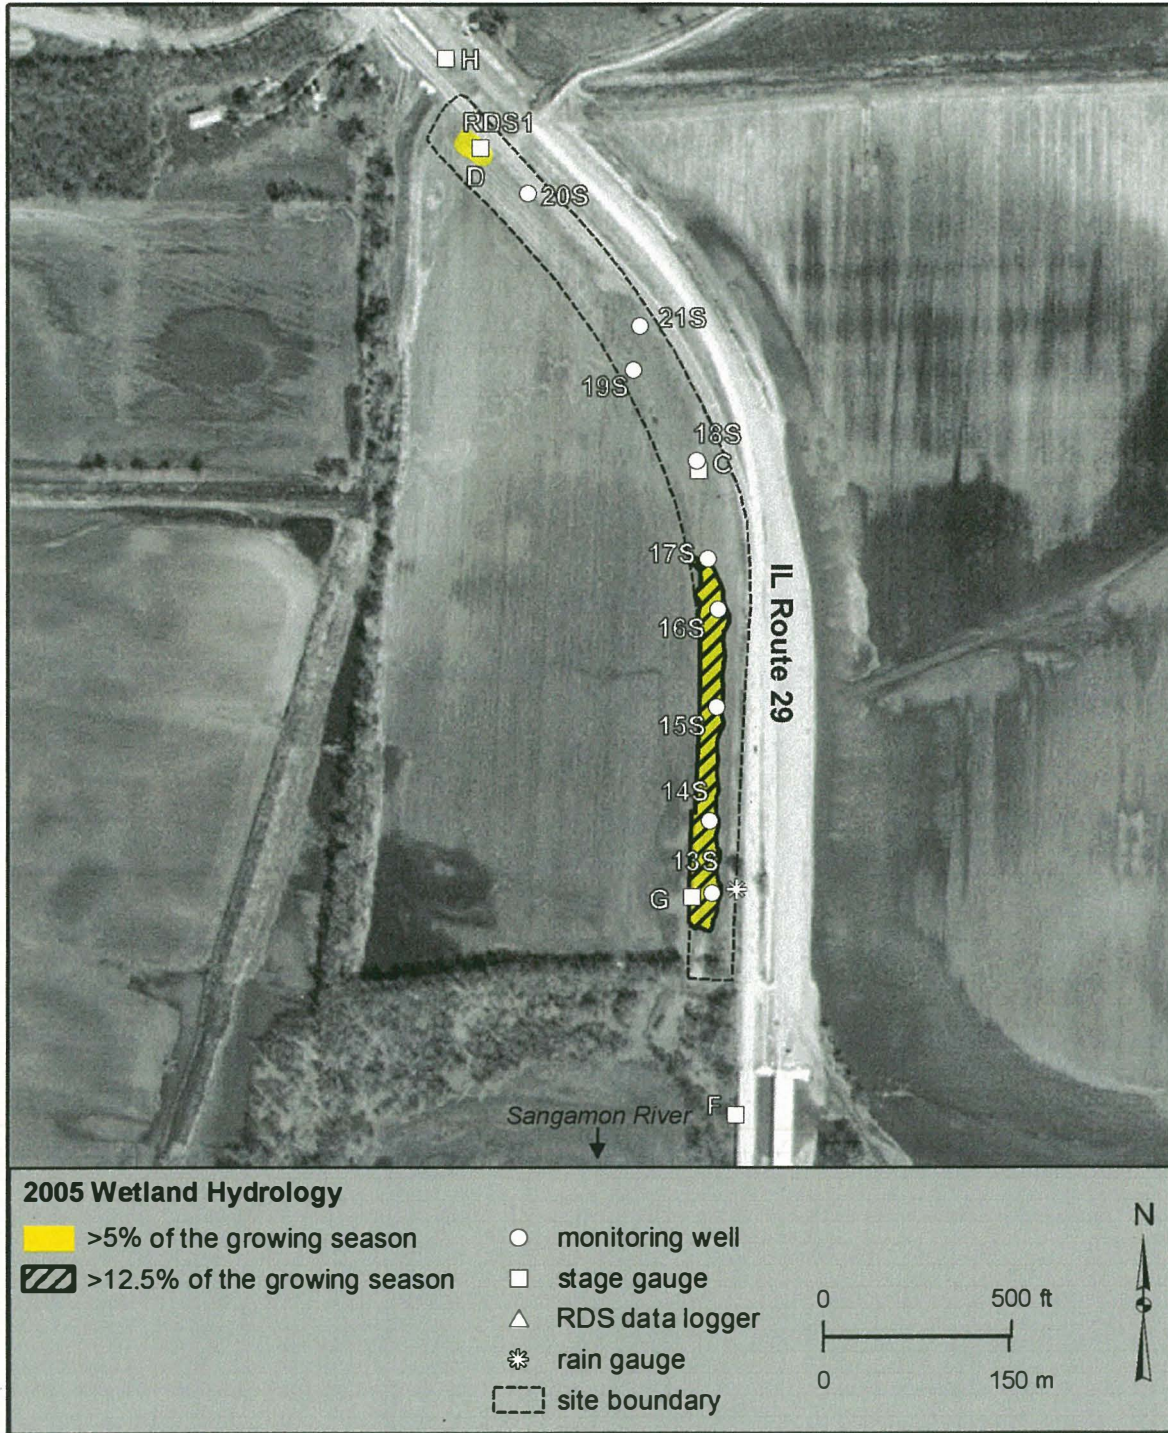 H
RDS1
D
20S
21S
19S
18S
C
17S
16S
IL Route 29
15S
14S
13S
G
F
Sangamon River
2005 Wetland Hydrology
>5% of the growing season
>12.5% of the growing season
monitoring well
stage gauge
RDS data logger
rain gauge
site boundary
0 500 ft
0 150 m
N